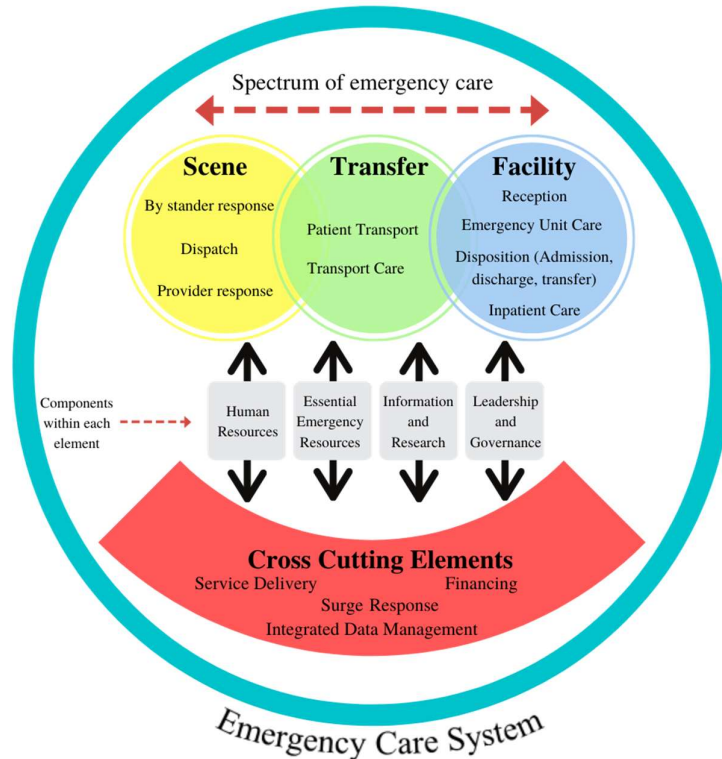 Spectrum of emergency care
Scene
By stander response
Dispatch
Provider response
Transfer
Patient Transport
Transport Care
Facility
Reception
Emergency Unit Care
Disposition (Admission,
discharge, transfer)
Inpatient Care
Components
within each
element
Human
Resources
Essential
Emergency
Resources
Information
and
Research
Leadership
and
Governance
Cross Cutting Elements
Service Delivery Financing
Surge Response
Integrated Data Management
Emergency Care System